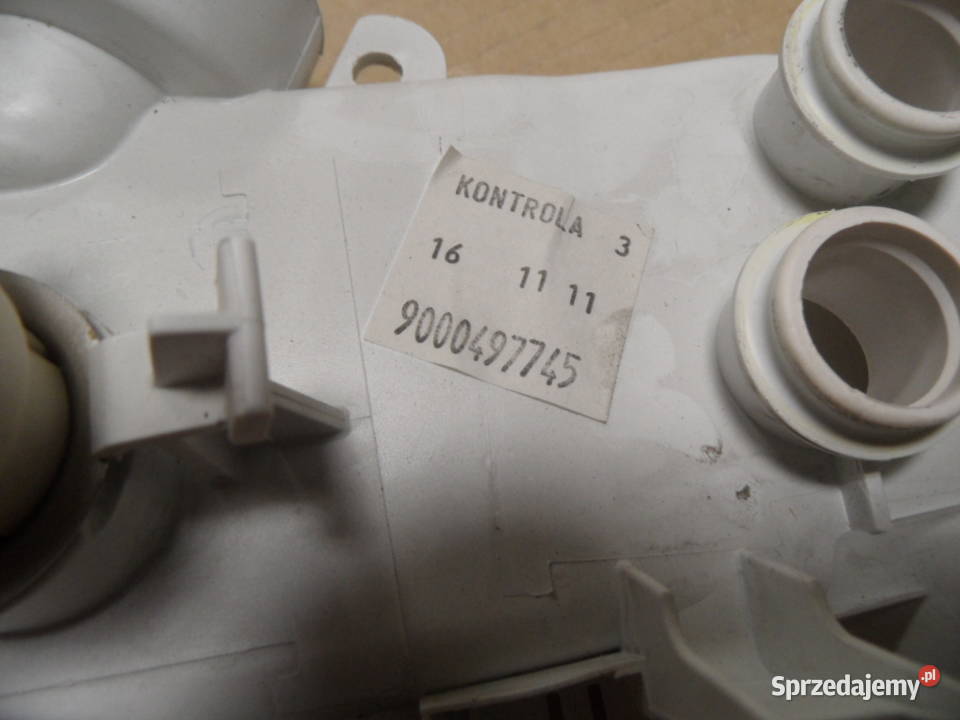 KONTROLA 3
16 11 11
9000497745
Sprzedajemy.pl